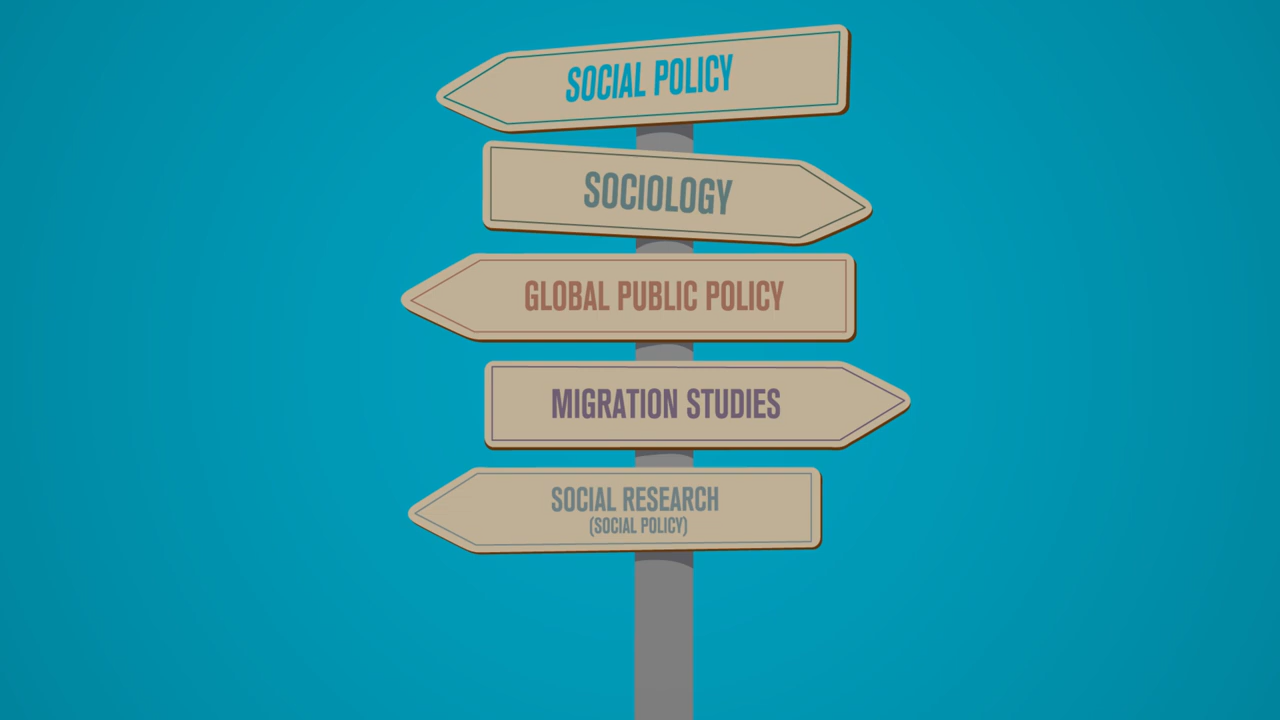 SOCIAL POLICY
SOCIOLOGY
GLOBAL PUBLIC POLICY
MIGRATION STUDIES
SOCIAL RESEARCH
(SOCIAL POLICY)